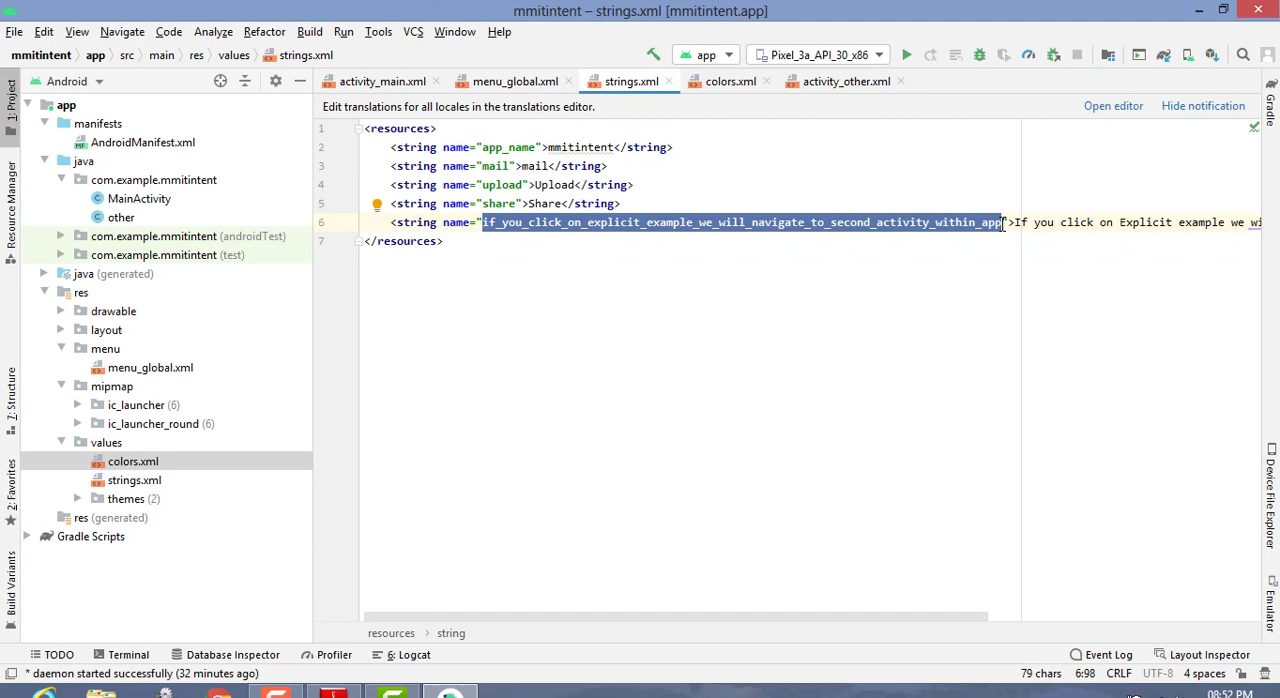 mmitintent – strings.xml [mmitintent.app]
File Edit View Navigate Code Analyze Refactor Build Run Tools VCS Window Help
mmitintent app src main res values strings.xml app Pixel_3a_API_30_x86
Android activity_main.xml menu_global.xml strings.xml colors.xml activity_other.xml
Edit translations for all locales in the translations editor. Open editor Hide notification
1: Project
Resource Manager
Z: Structure
2: Favorites
Build Variants
app
manifests
AndroidManifest.xml
java
com.example.mmitintent
MainActivity
other
com.example.mmitintent (androidTest)
com.example.mmitintent (test)
java (generated)
res
drawable
layout
menu
menu_global.xml
mipmap
ic_launcher (6)
ic_launcher_round (6)
values
colors.xml
strings.xml
themes (2)
res (generated)
Gradle Scripts
1 <resources>
2 <string name="app_name">mmitintent</string>
3 <string name="mail">mail</string>
4 <string name="upload">Upload</string>
5 <string name="share">Share</string>
6 <string name="if_you_click_on_explicit_example_we_will_navigate_to_second_activity_within_app">If you click on Explicit example we wi
7 </resources>
Gradle
Device File Explorer
Emulator
resources › string
TODO Terminal Database Inspector Profiler 6: Logcat Event Log Layout Inspector
* daemon started successfully (32 minutes ago) 79 chars 6:98 CRLF UTF-8 4 spaces
08:52 PM